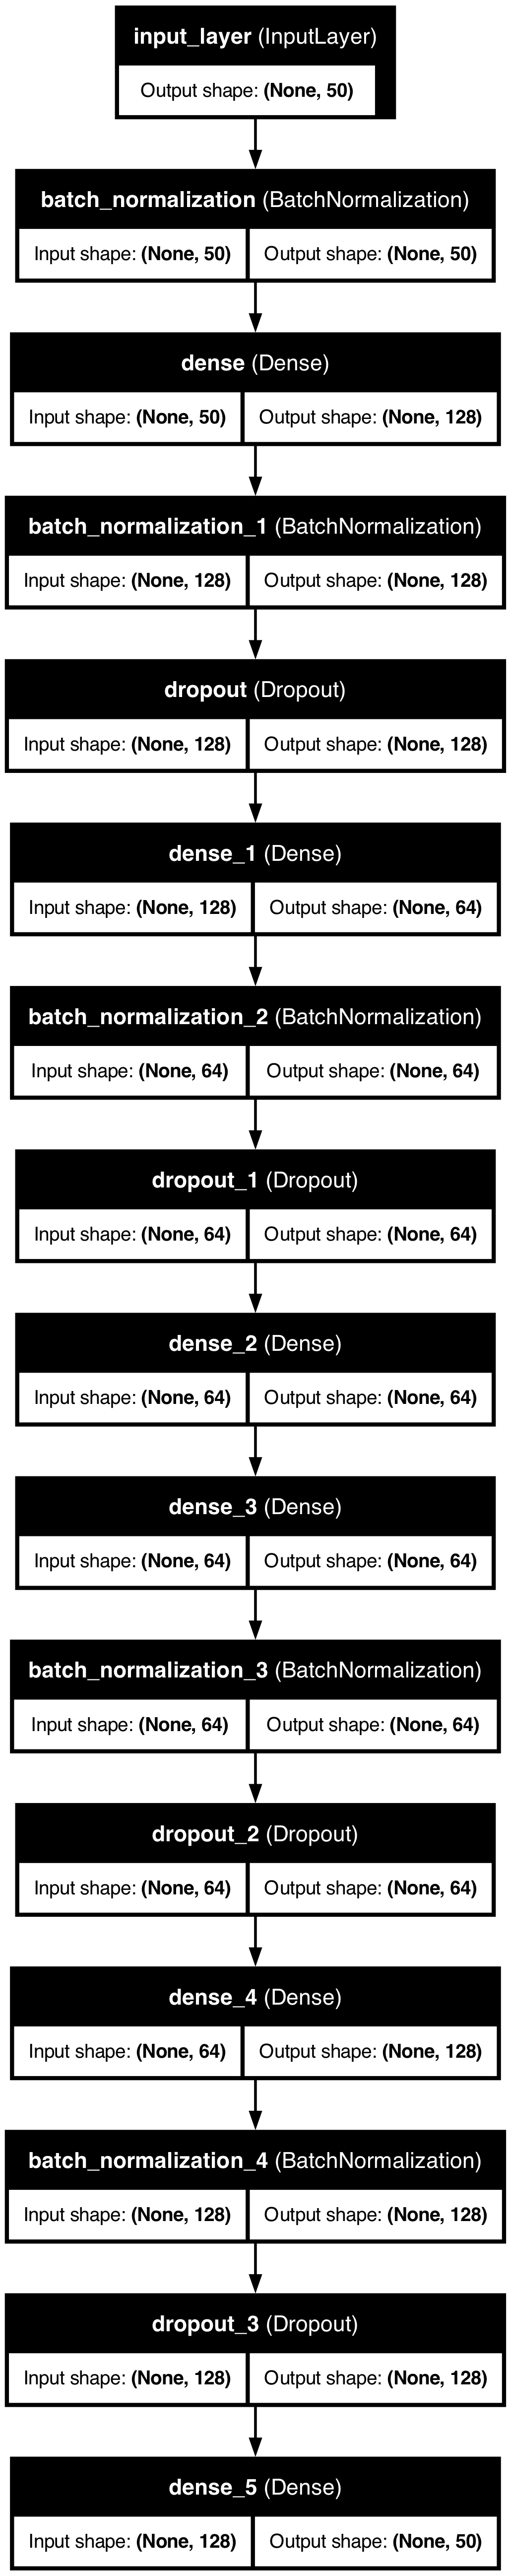 input_layer (InputLayer)
Output shape: (None, 50)
batch_normalization (BatchNormalization)
Input shape: (None, 50) Output shape: (None, 50)
dense (Dense)
Input shape: (None, 50) Output shape: (None, 128)
batch_normalization_1 (BatchNormalization)
Input shape: (None, 128) Output shape: (None, 128)
dropout (Dropout)
Input shape: (None, 128) Output shape: (None, 128)
dense_1 (Dense)
Input shape: (None, 128) Output shape: (None, 64)
batch_normalization_2 (BatchNormalization)
Input shape: (None, 64) Output shape: (None, 64)
dropout_1 (Dropout)
Input shape: (None, 64) Output shape: (None, 64)
dense_2 (Dense)
Input shape: (None, 64) Output shape: (None, 64)
dense_3 (Dense)
Input shape: (None, 64) Output shape: (None, 64)
batch_normalization_3 (BatchNormalization)
Input shape: (None, 64) Output shape: (None, 64)
dropout_2 (Dropout)
Input shape: (None, 64) Output shape: (None, 64)
dense_4 (Dense)
Input shape: (None, 64) Output shape: (None, 128)
batch_normalization_4 (BatchNormalization)
Input shape: (None, 128) Output shape: (None, 128)
dropout_3 (Dropout)
Input shape: (None, 128) Output shape: (None, 128)
dense_5 (Dense)
Input shape: (None, 128) Output shape: (None, 50)